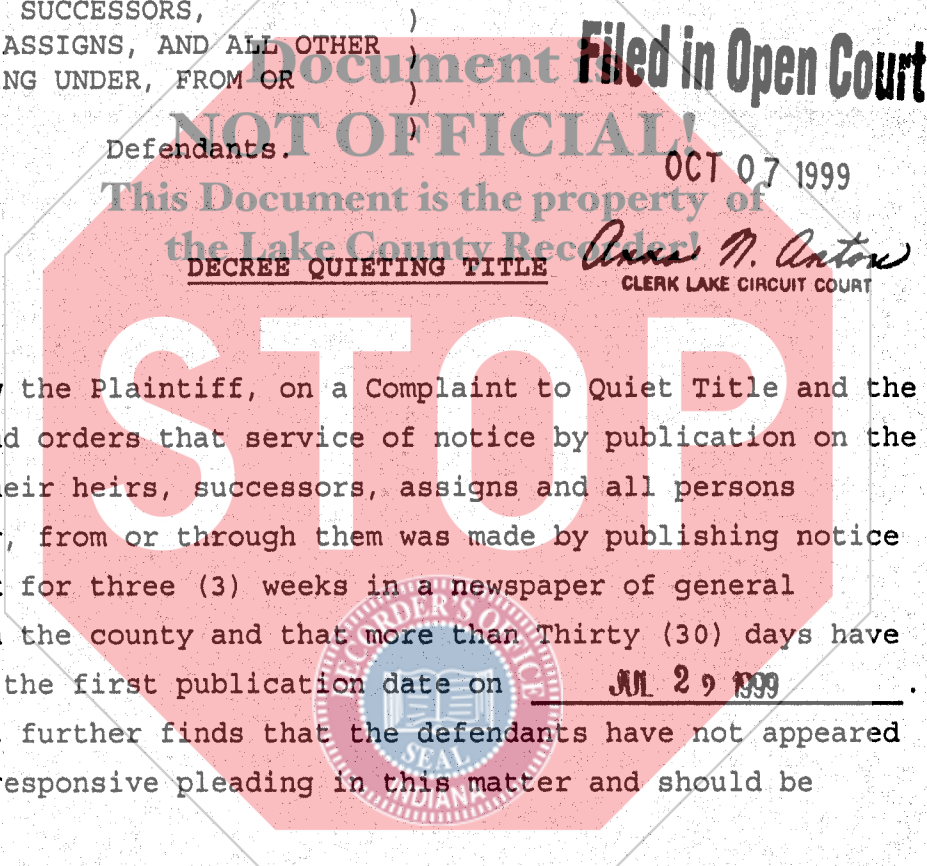 SUCCESSORS, )
ASSIGNS, AND ALL OTHER )
NG UNDER, FROM OR )
)
Defendants. )
Filed in Open Court
OCT 07 1999
Anna N. Anton
CLERK LAKE CIRCUIT COURT
Document is
NOT OFFICIAL!
This Document is the property of
the Lake County Recorder!
DECREE QUIETING TITLE
STOP
the Plaintiff, on a Complaint to Quiet Title and the
d orders that service of notice by publication on the
eir heirs, successors, assigns and all persons
, from or through them was made by publishing notice
for three (3) weeks in a newspaper of general
the county and that more than Thirty (30) days have
the first publication date on JUL 29 1999 .
further finds that the defendants have not appeared
responsive pleading in this matter and should be
RECORDER'S OFFICE
SEAL
INDIANA